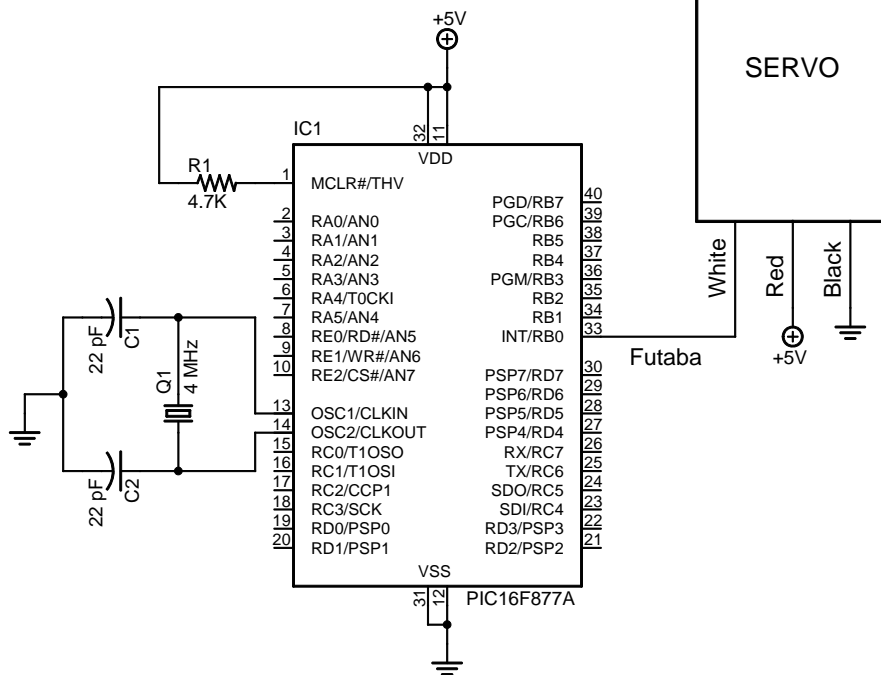 +5V
SERVO
IC1
32
11
VDD
R1
4.7K
1
MCLR#/THV
2
RA0/AN0
3
RA1/AN1
4
RA2/AN2
5
RA3/AN3
6
RA4/T0CKI
7
RA5/AN4
8
RE0/RD#/AN5
9
RE1/WR#/AN6
10
RE2/CS#/AN7
13
OSC1/CLKIN
14
OSC2/CLKOUT
15
RC0/T1OSO
16
RC1/T1OSI
17
RC2/CCP1
18
RC3/SCK
19
RD0/PSP0
20
RD1/PSP1
PGD/RB7
40
PGC/RB6
39
RB5
38
RB4
37
PGM/RB3
36
RB2
35
RB1
34
INT/RB0
33
PSP7/RD7
30
PSP6/RD6
29
PSP5/RD5
28
PSP4/RD4
27
RX/RC7
26
TX/RC6
25
SDO/RC5
24
SDI/RC4
23
RD3/PSP3
22
RD2/PSP2
21
VSS
31
12
PIC16F877A
22 pF
C1
Q1
4 MHz
22 pF
C2
Futaba
White
Red
Black
+5V